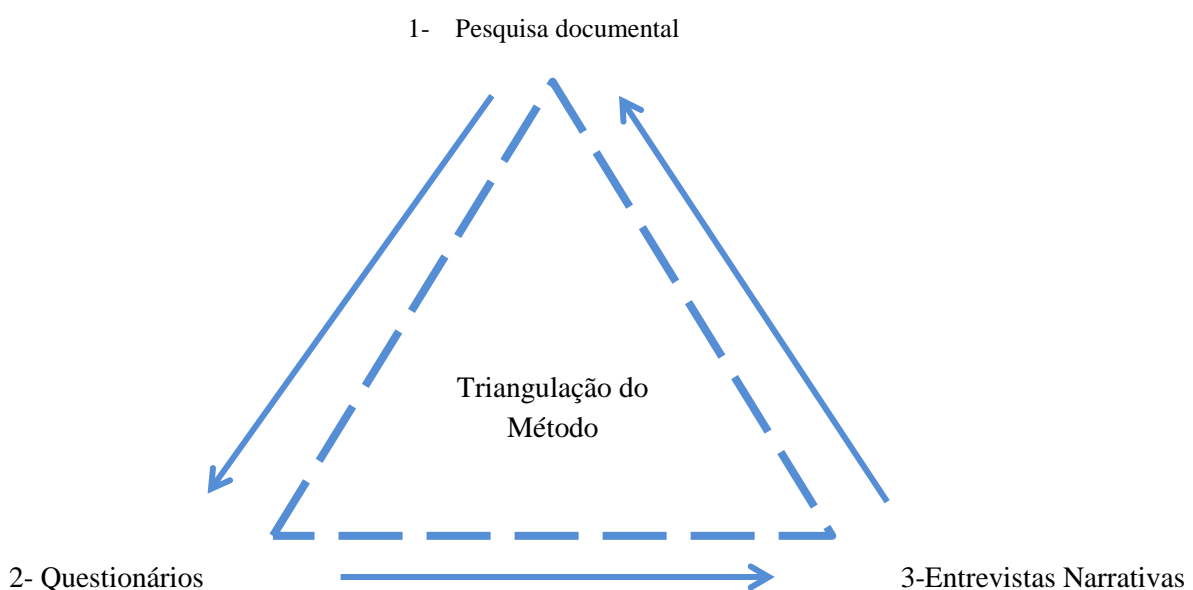 1- Pesquisa documental
Triangulação do
Método
2- Questionários
3-Entrevistas Narrativas